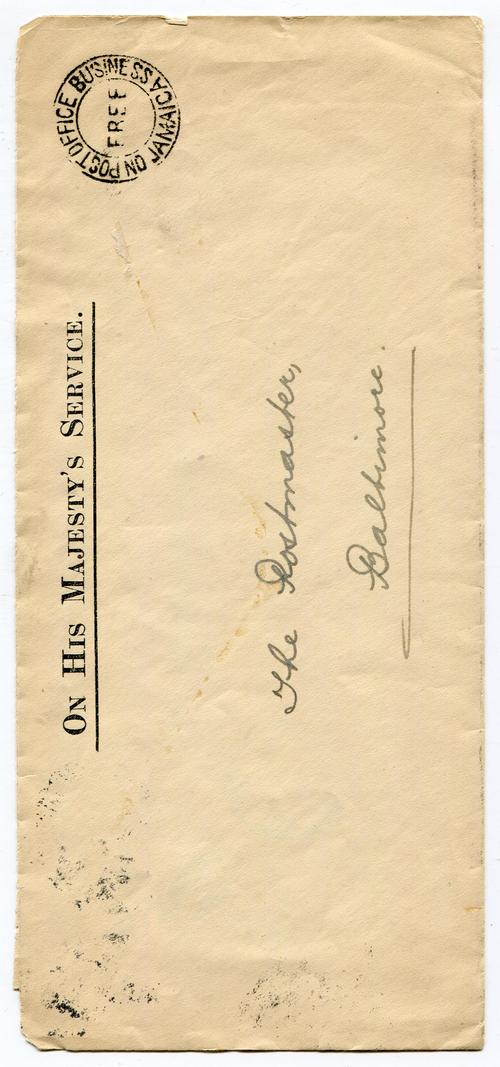 ON POST OFFICE BUSINESS JAMAICA
FREE
ON HIS MAJESTY'S SERVICE.
The Postmaster,
Baltimore.